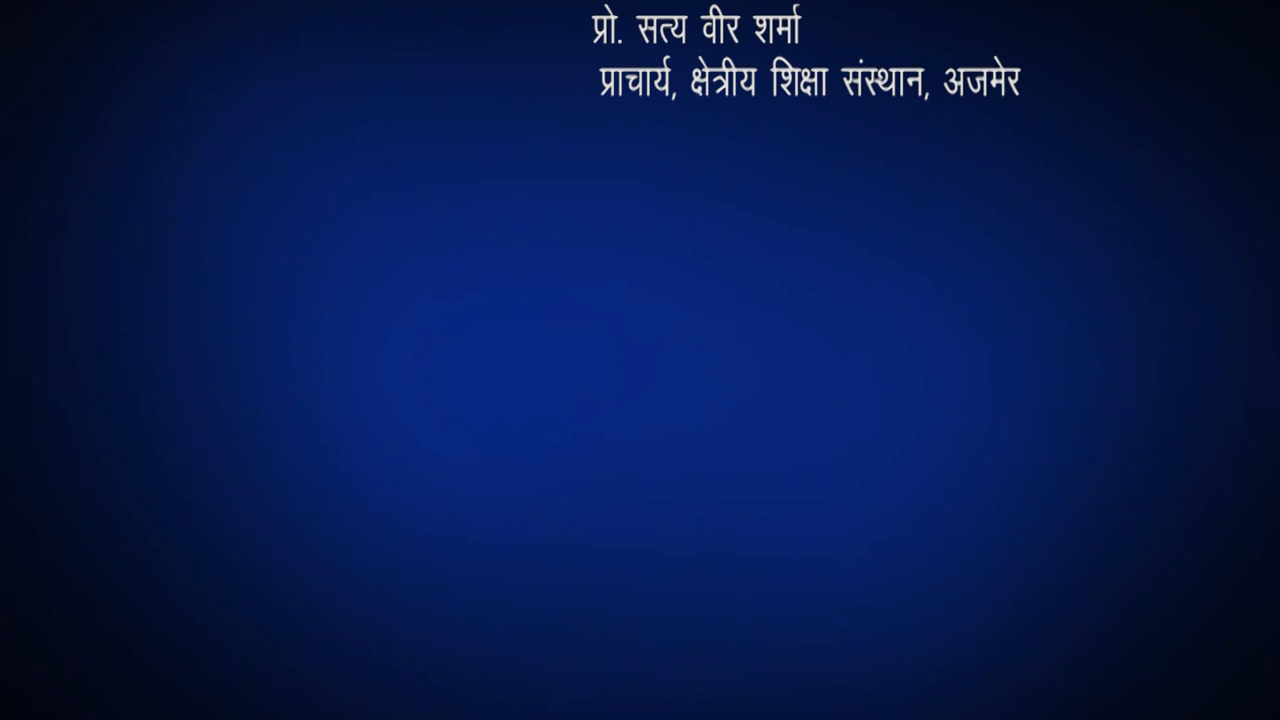 प्रो. सत्य वीर शर्मा
प्राचार्य, क्षेत्रीय शिक्षा संस्थान, अजमेर